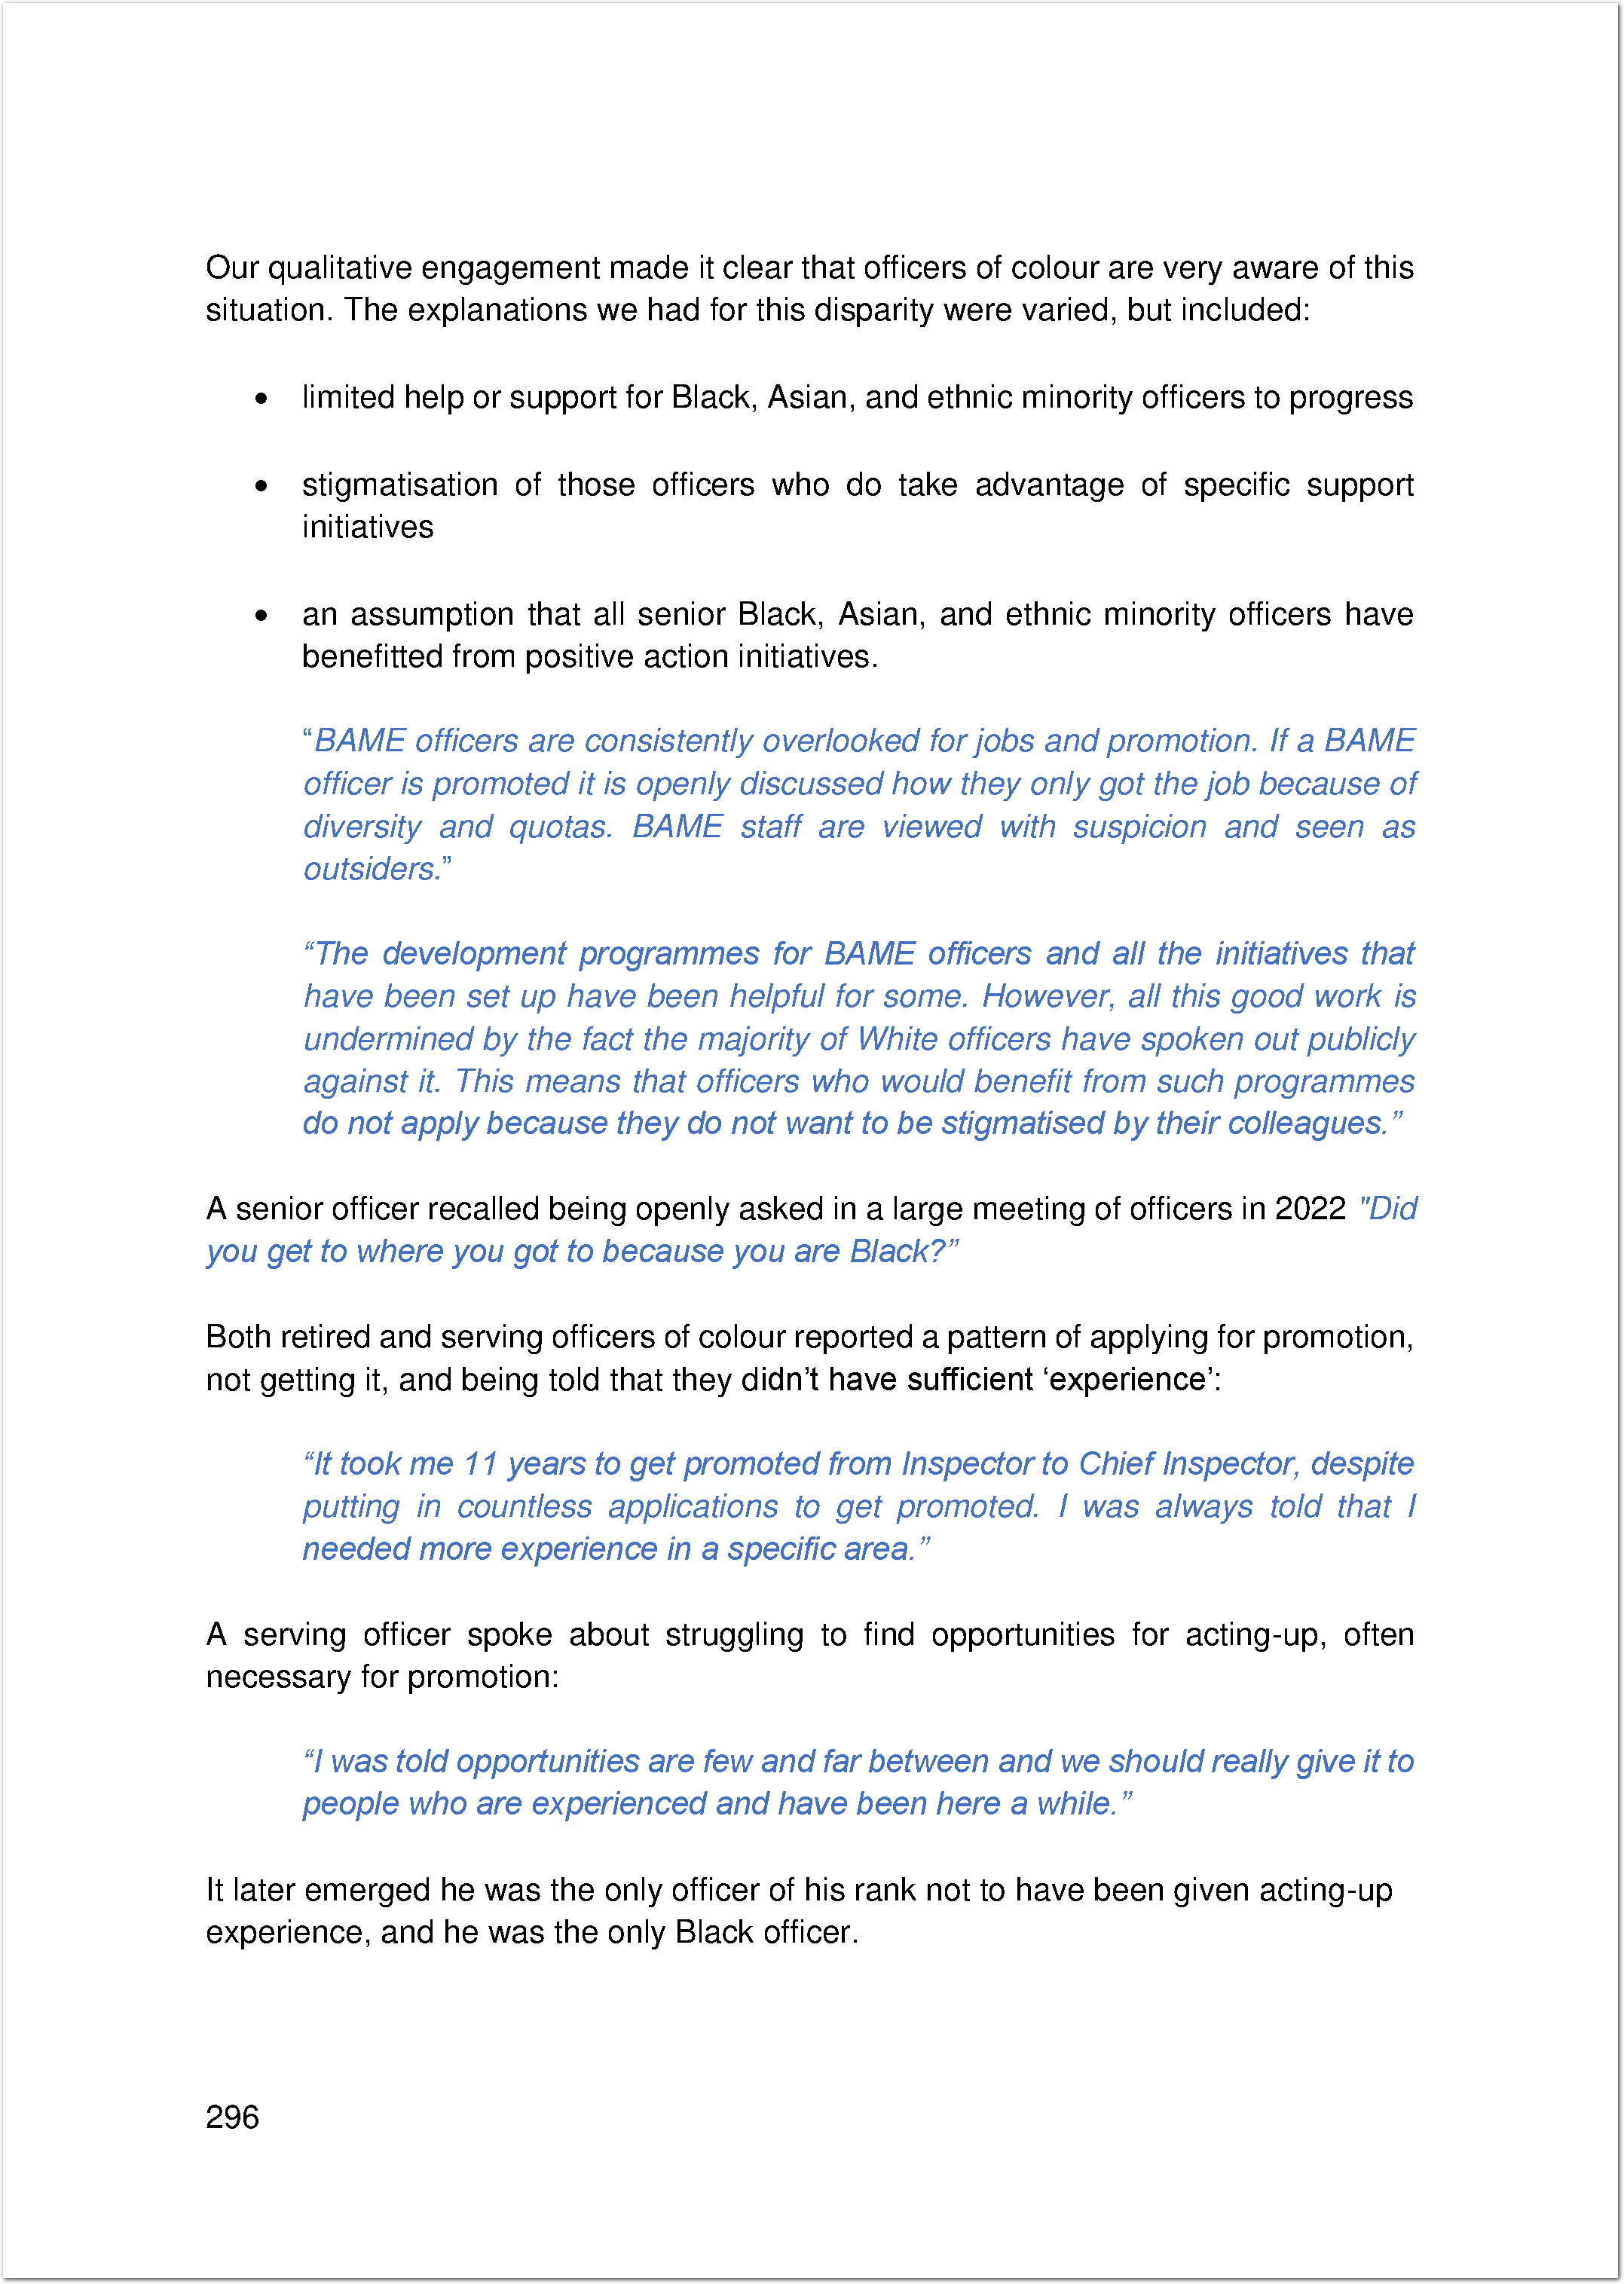 Our qualitative engagement made it clear that officers of colour are very aware of this
situation. The explanations we had for this disparity were varied, but included:
• limited help or support for Black, Asian, and ethnic minority officers to progress
• stigmatisation of those officers who do take advantage of specific support
initiatives
• an assumption that all senior Black, Asian, and ethnic minority officers have
benefitted from positive action initiatives.
“BAME officers are consistently overlooked for jobs and promotion. If a BAME
officer is promoted it is openly discussed how they only got the job because of
diversity and quotas. BAME staff are viewed with suspicion and seen as
outsiders.”
“The development programmes for BAME officers and all the initiatives that
have been set up have been helpful for some. However, all this good work is
undermined by the fact the majority of White officers have spoken out publicly
against it. This means that officers who would benefit from such programmes
do not apply because they do not want to be stigmatised by their colleagues.”
A senior officer recalled being openly asked in a large meeting of officers in 2022 "Did
you get to where you got to because you are Black?”
Both retired and serving officers of colour reported a pattern of applying for promotion,
not getting it, and being told that they didn’t have sufficient ‘experience’:
“It took me 11 years to get promoted from Inspector to Chief Inspector, despite
putting in countless applications to get promoted. I was always told that I
needed more experience in a specific area.”
A serving officer spoke about struggling to find opportunities for acting-up, often
necessary for promotion:
“I was told opportunities are few and far between and we should really give it to
people who are experienced and have been here a while.”
It later emerged he was the only officer of his rank not to have been given acting-up
experience, and he was the only Black officer.
296